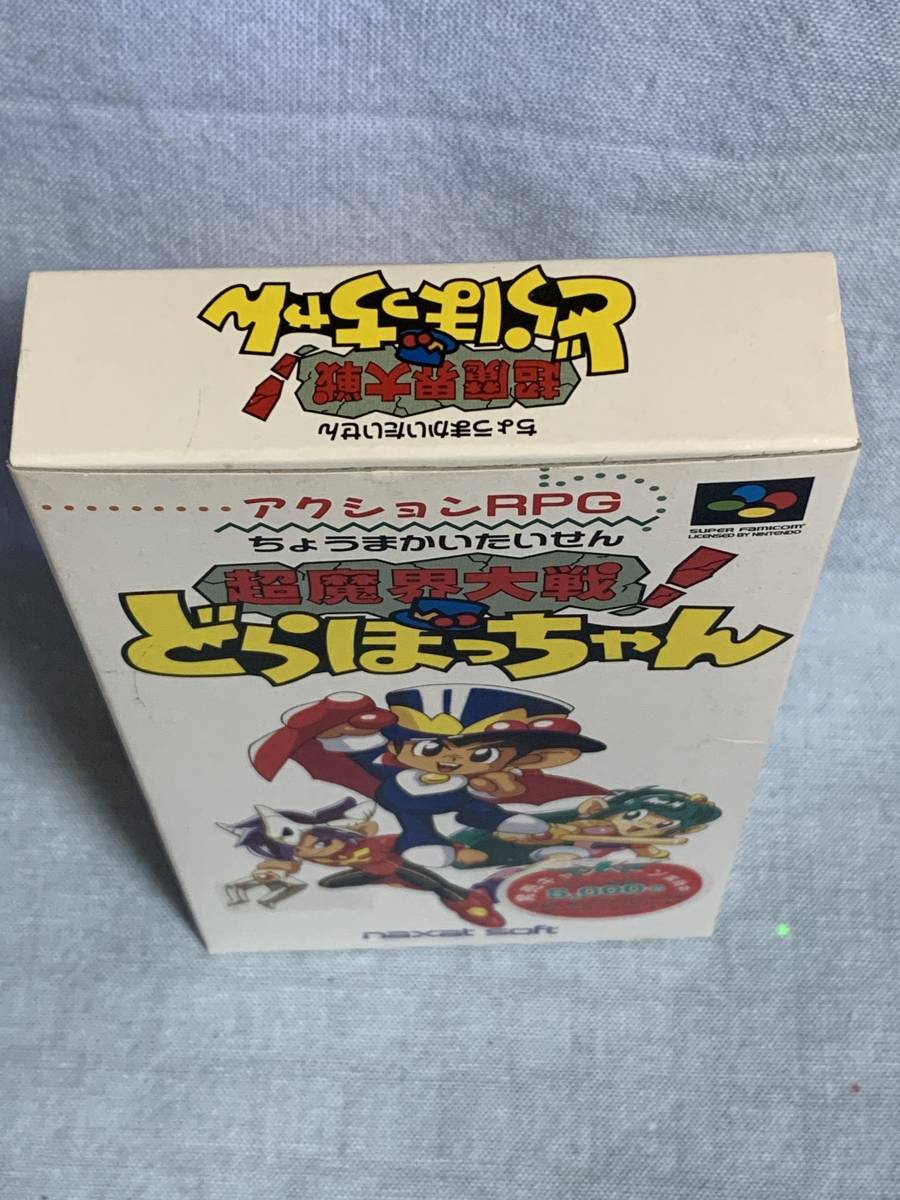 どらぼっちゃん
超魔界大戦!
ちょうまかいたいせん
アクションRPG
SUPER FAMICOM
LICENSED BY NINTENDO
ちょうまかいたいせん
超魔界大戦!
どらぼっちゃん
5,000
naxat soft